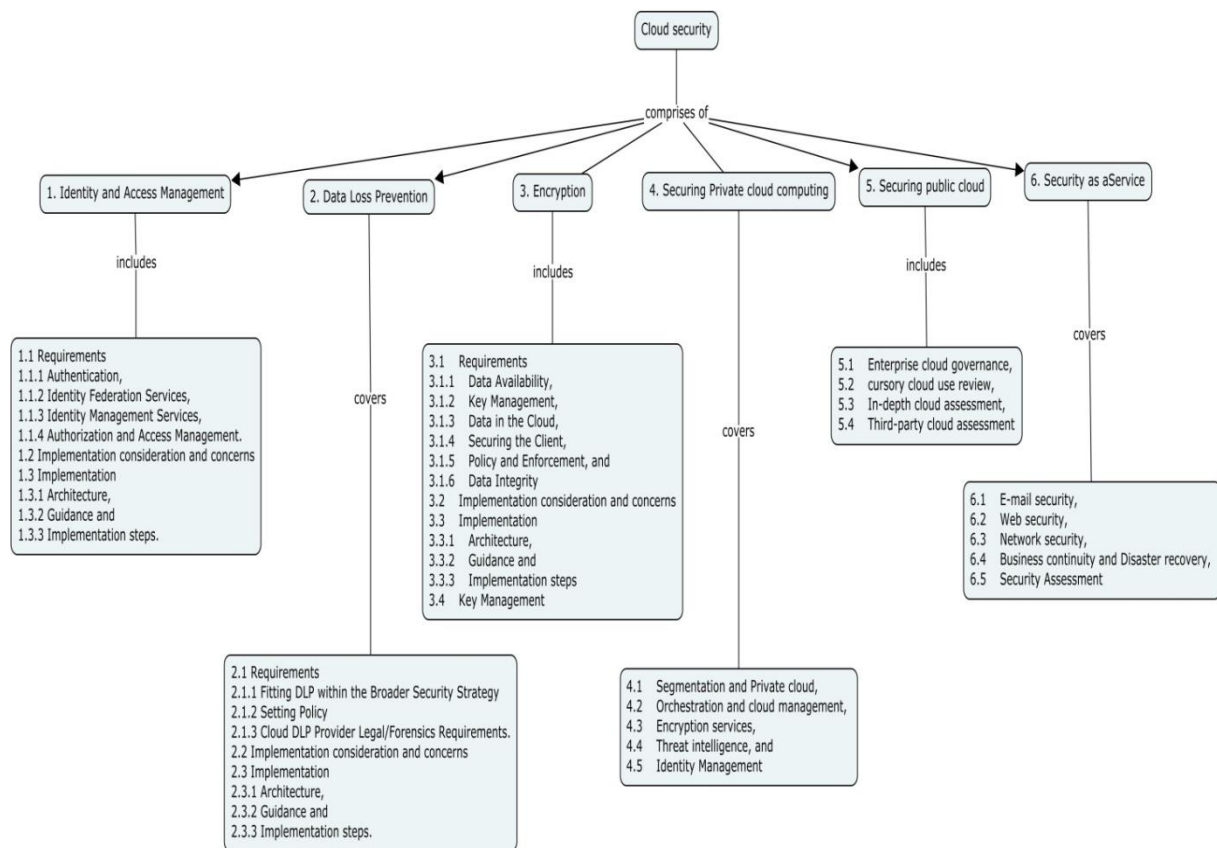 Cloud security
comprises of
1. Identity and Access Management
2. Data Loss Prevention
3. Encryption
4. Securing Private cloud computing
5. Securing public cloud
6. Security as aService
includes
covers
includes
covers
includes
covers
1.1 Requirements
1.1.1 Authentication,
1.1.2 Identity Federation Services,
1.1.3 Identity Management Services,
1.1.4 Authorization and Access Management.
1.2 Implementation consideration and concerns
1.3 Implementation
1.3.1 Architecture,
1.3.2 Guidance and
1.3.3 Implementation steps.
2.1 Requirements
2.1.1 Fitting DLP within the Broader Security Strategy
2.1.2 Setting Policy
2.1.3 Cloud DLP Provider Legal/Forensics Requirements.
2.2 Implementation consideration and concerns
2.3 Implementation
2.3.1 Architecture,
2.3.2 Guidance and
2.3.3 Implementation steps.
3.1 Requirements
3.1.1 Data Availability,
3.1.2 Key Management,
3.1.3 Data in the Cloud,
3.1.4 Securing the Client,
3.1.5 Policy and Enforcement, and
3.1.6 Data Integrity
3.2 Implementation consideration and concerns
3.3 Implementation
3.3.1 Architecture,
3.3.2 Guidance and
3.3.3 Implementation steps
3.4 Key Management
4.1 Segmentation and Private cloud,
4.2 Orchestration and cloud management,
4.3 Encryption services,
4.4 Threat intelligence, and
4.5 Identity Management
5.1 Enterprise cloud governance,
5.2 cursory cloud use review,
5.3 In-depth cloud assessment,
5.4 Third-party cloud assessment
6.1 E-mail security,
6.2 Web security,
6.3 Network security,
6.4 Business continuity and Disaster recovery,
6.5 Security Assessment